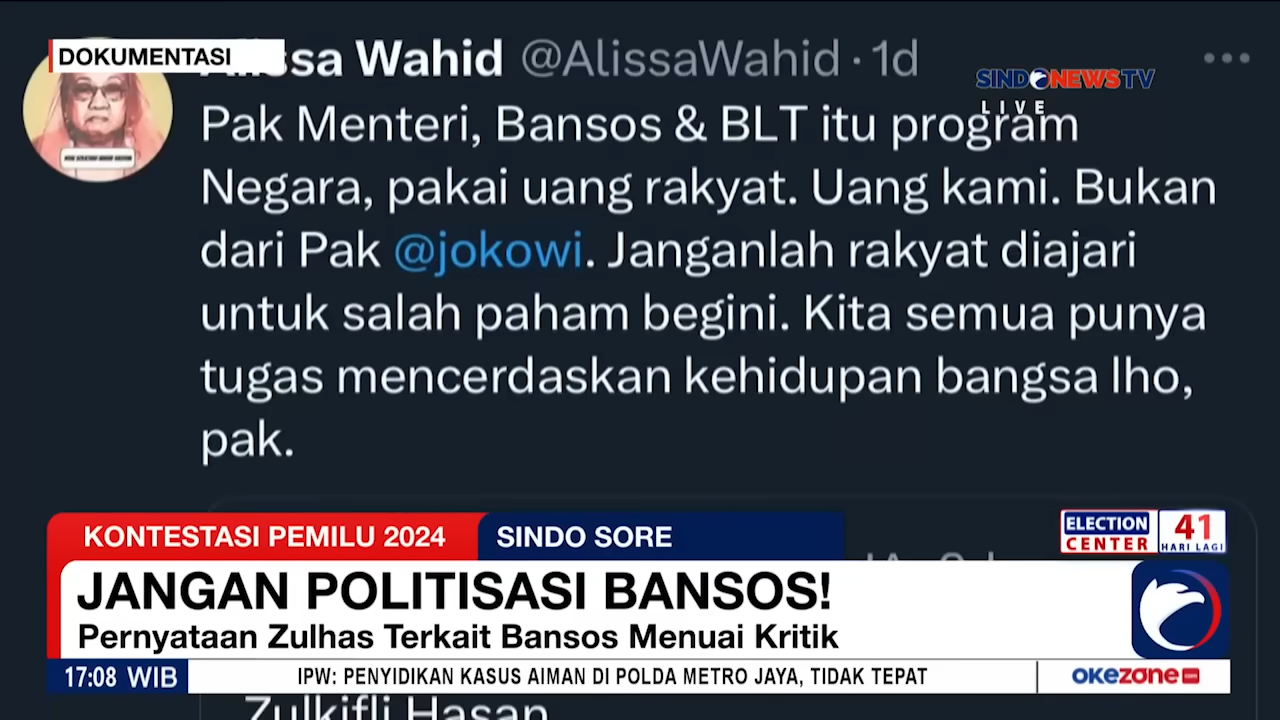 DOKUMENTASI
Alissa Wahid @AlissaWahid · 1d
SINDONEWS TV
LIVE
Pak Menteri, Bansos & BLT itu program
Negara, pakai uang rakyat. Uang kami. Bukan
dari Pak @jokowi. Janganlah rakyat diajari
untuk salah paham begini. Kita semua punya
tugas mencerdaskan kehidupan bangsa lho,
pak.
KONTESTASI PEMILU 2024
SINDO SORE
ELECTION CENTER
41
HARI LAGI
JANGAN POLITISASI BANSOS!
Pernyataan Zulhas Terkait Bansos Menuai Kritik
17:08 WIB
IPW: PENYIDIKAN KASUS AIMAN DI POLDA METRO JAYA, TIDAK TEPAT
okezone
Zulkifli Hasan